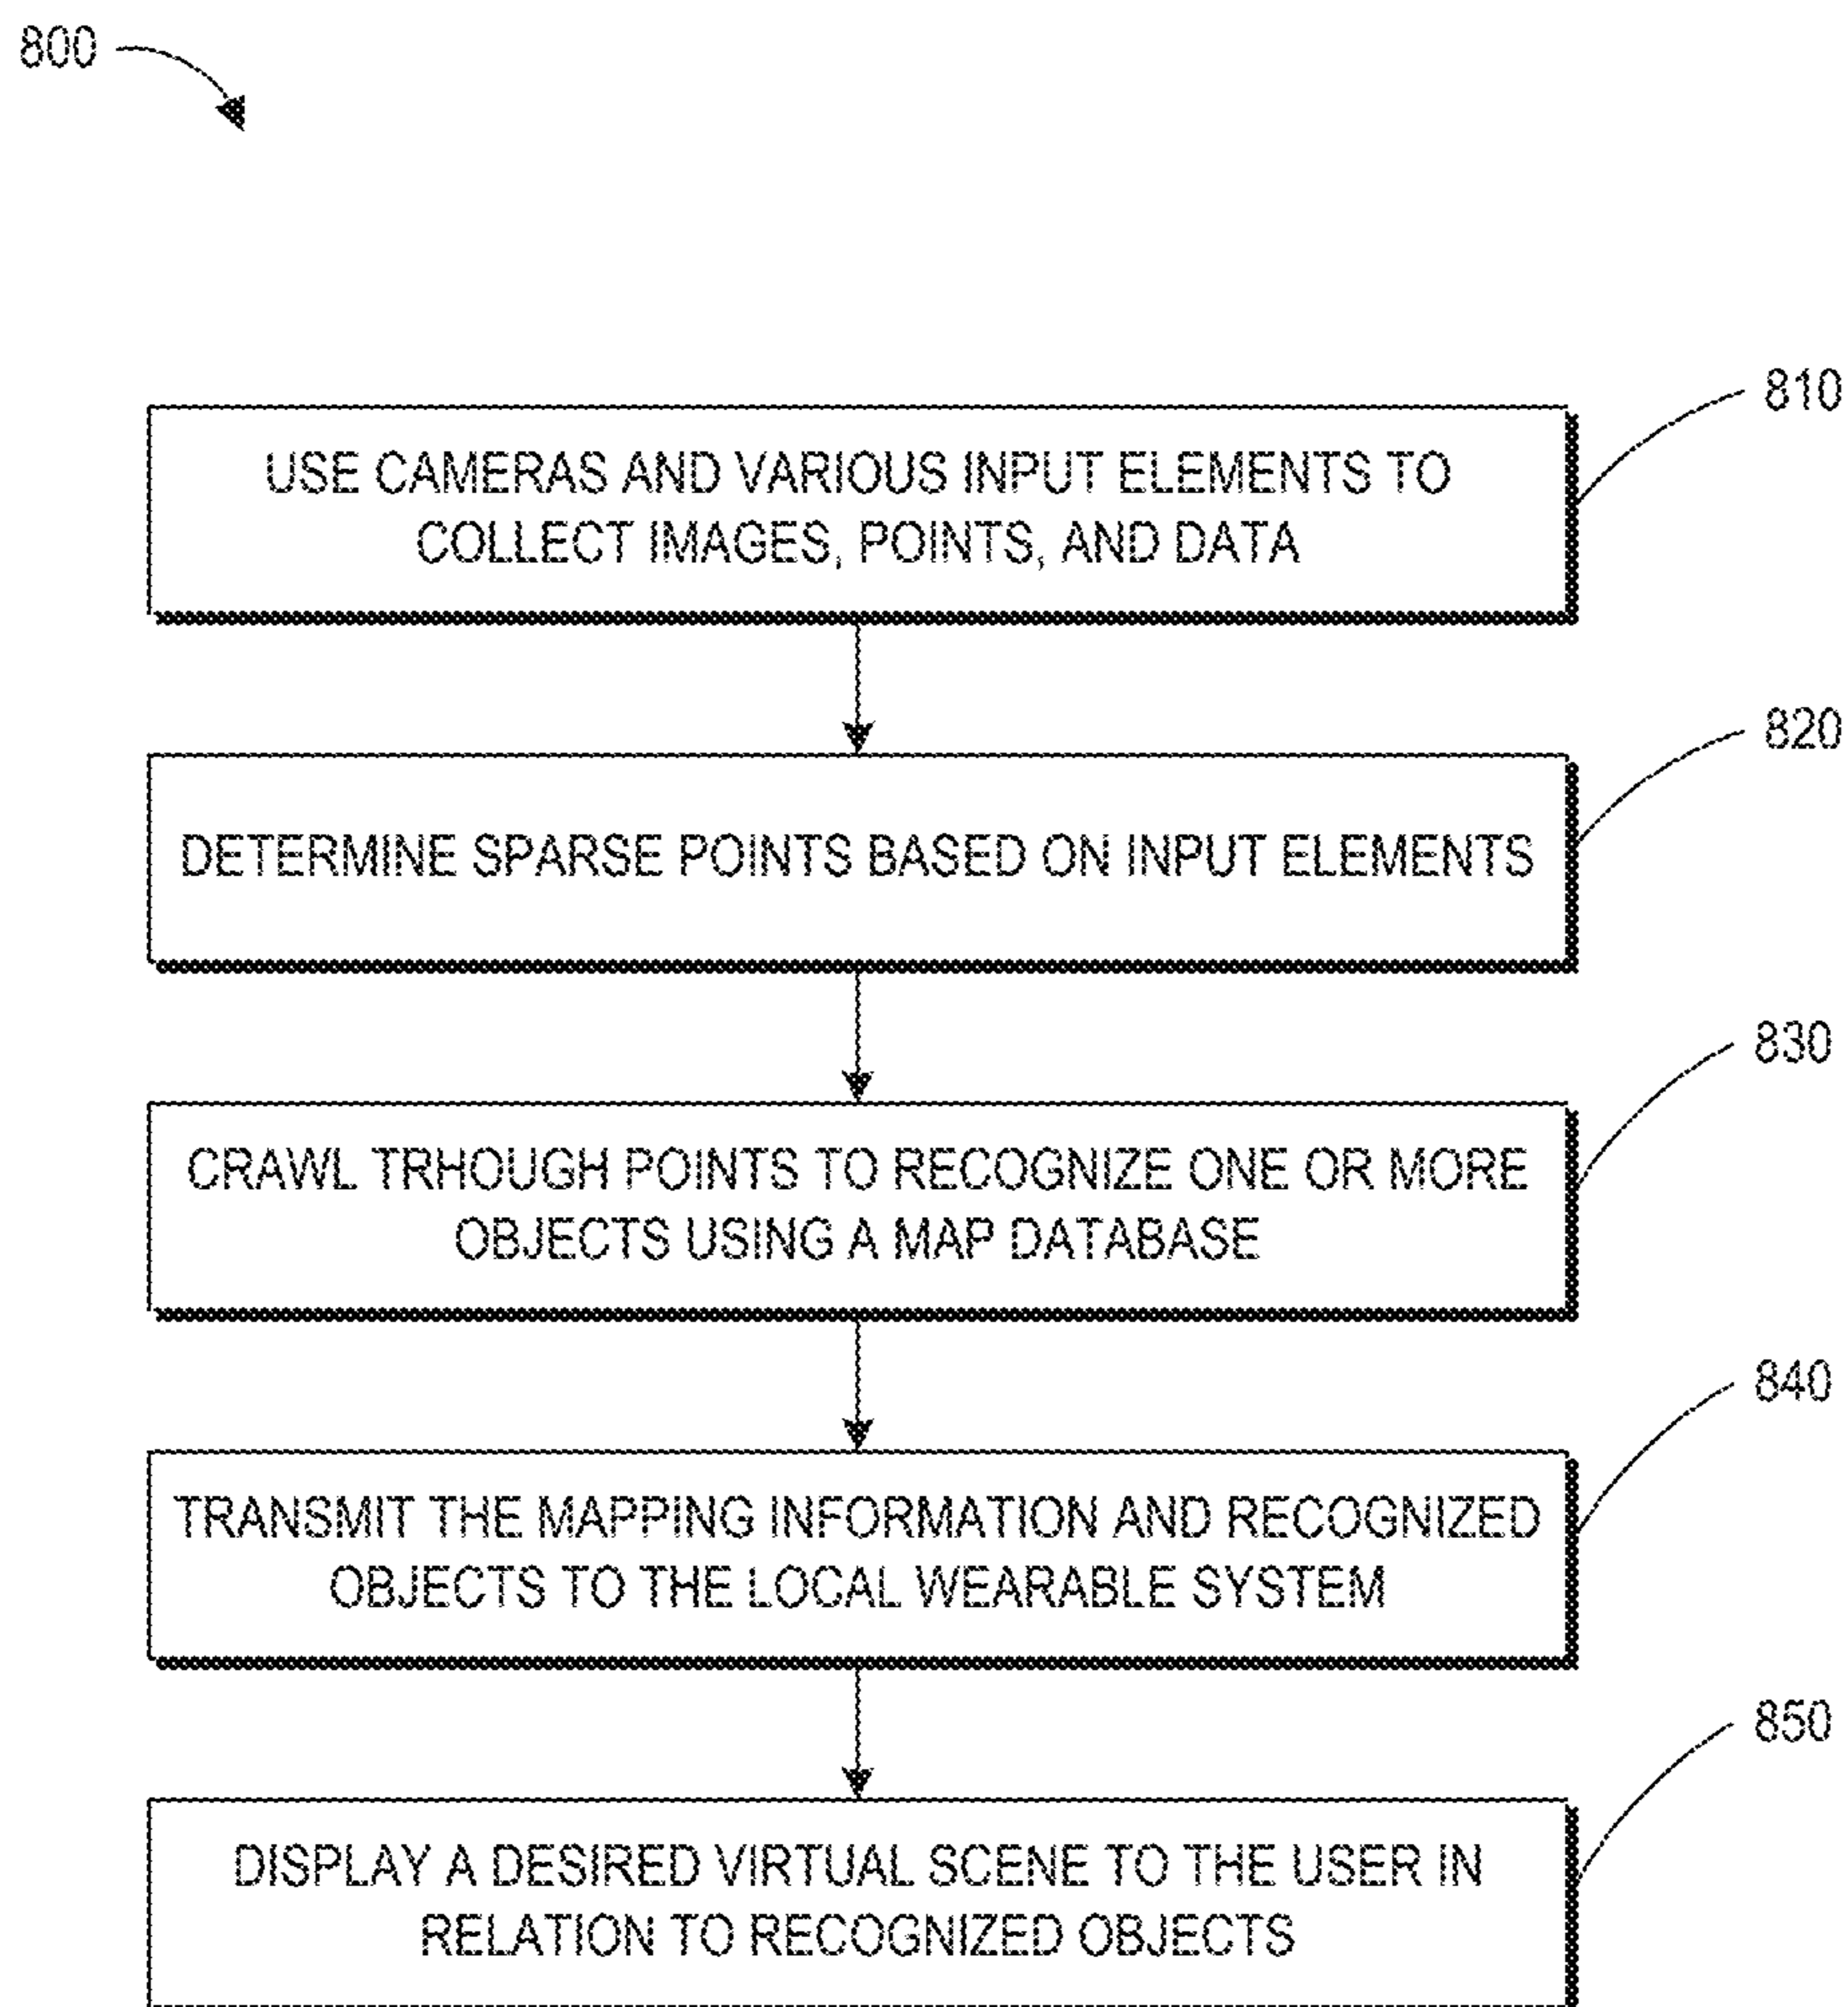 800
810
USE CAMERAS AND VARIOUS INPUT ELEMENTS TO
COLLECT IMAGES, POINTS, AND DATA
820
DETERMINE SPARSE POINTS BASED ON INPUT ELEMENTS
830
CRAWL TRHOUGH POINTS TO RECOGNIZE ONE OR MORE
OBJECTS USING A MAP DATABASE
840
TRANSMIT THE MAPPING INFORMATION AND RECOGNIZED
OBJECTS TO THE LOCAL WEARABLE SYSTEM
850
DISPLAY A DESIRED VIRTUAL SCENE TO THE USER IN
RELATION TO RECOGNIZED OBJECTS